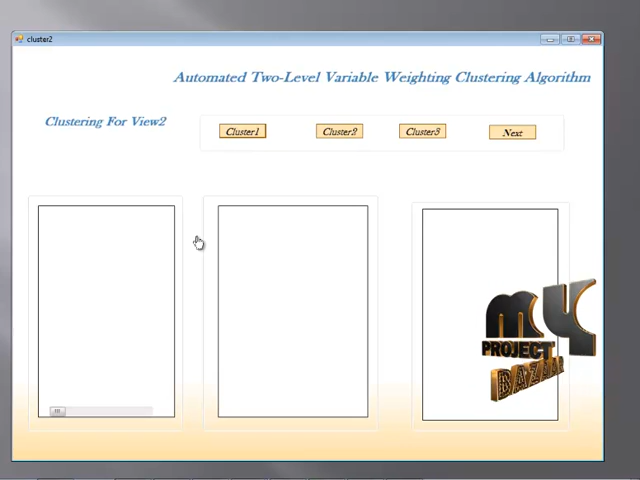 cluster2
Automated Two-Level Variable Weighting Clustering Algorithm
Clustering For View2
Cluster1 Cluster2 Cluster3 Next
MY
PROJECT
BAZAAR